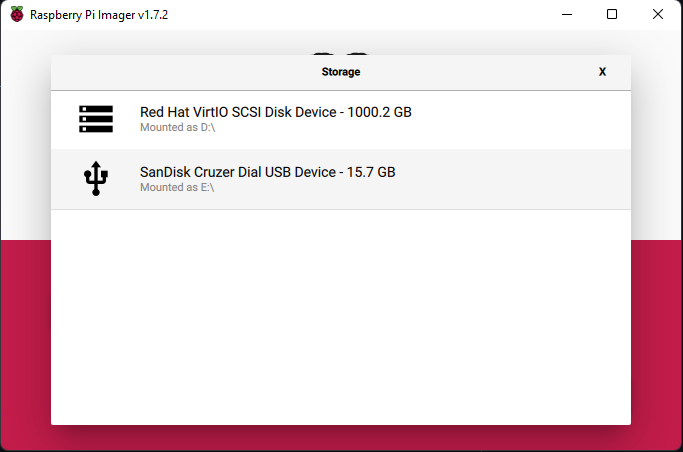 Raspberry Pi Imager v1.7.2
Storage X
Red Hat VirtIO SCSI Disk Device - 1000.2 GB
Mounted as D:\
SanDisk Cruzer Dial USB Device - 15.7 GB
Mounted as E:\